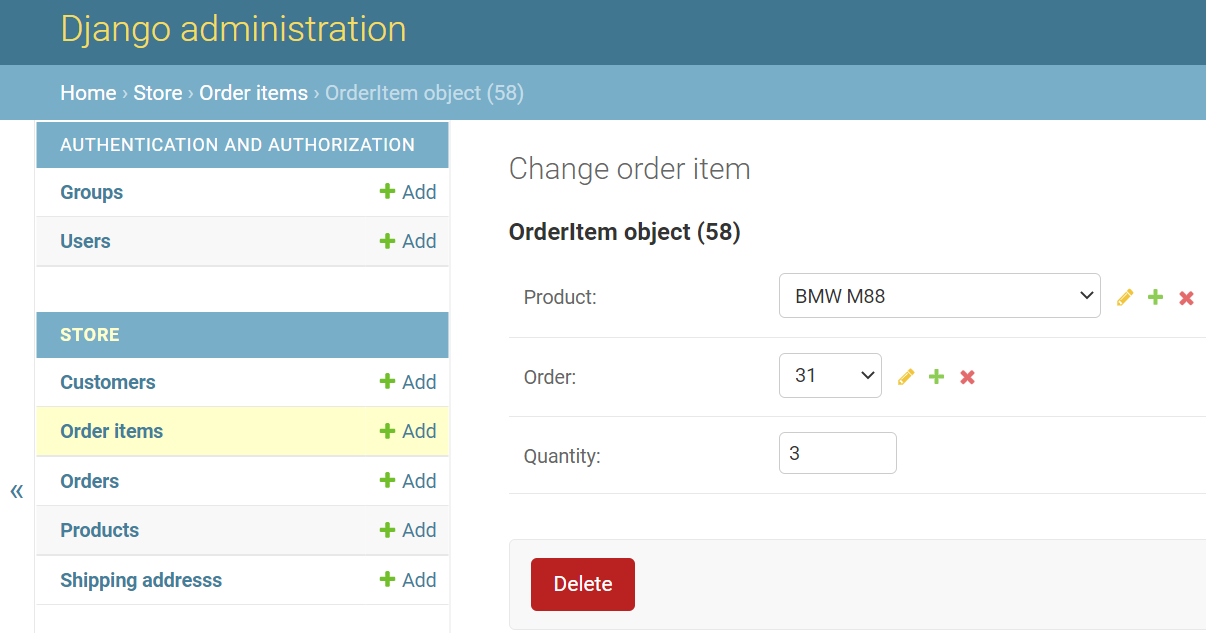 Django administration
Home › Store › Order items › OrderItem object (58)
AUTHENTICATION AND AUTHORIZATION
Groups Add
Users Add
STORE
Customers Add
Order items Add
Orders Add
Products Add
Shipping addresss Add
«
Change order item
OrderItem object (58)
Product: BMW M88
Order: 31
Quantity: 3
Delete